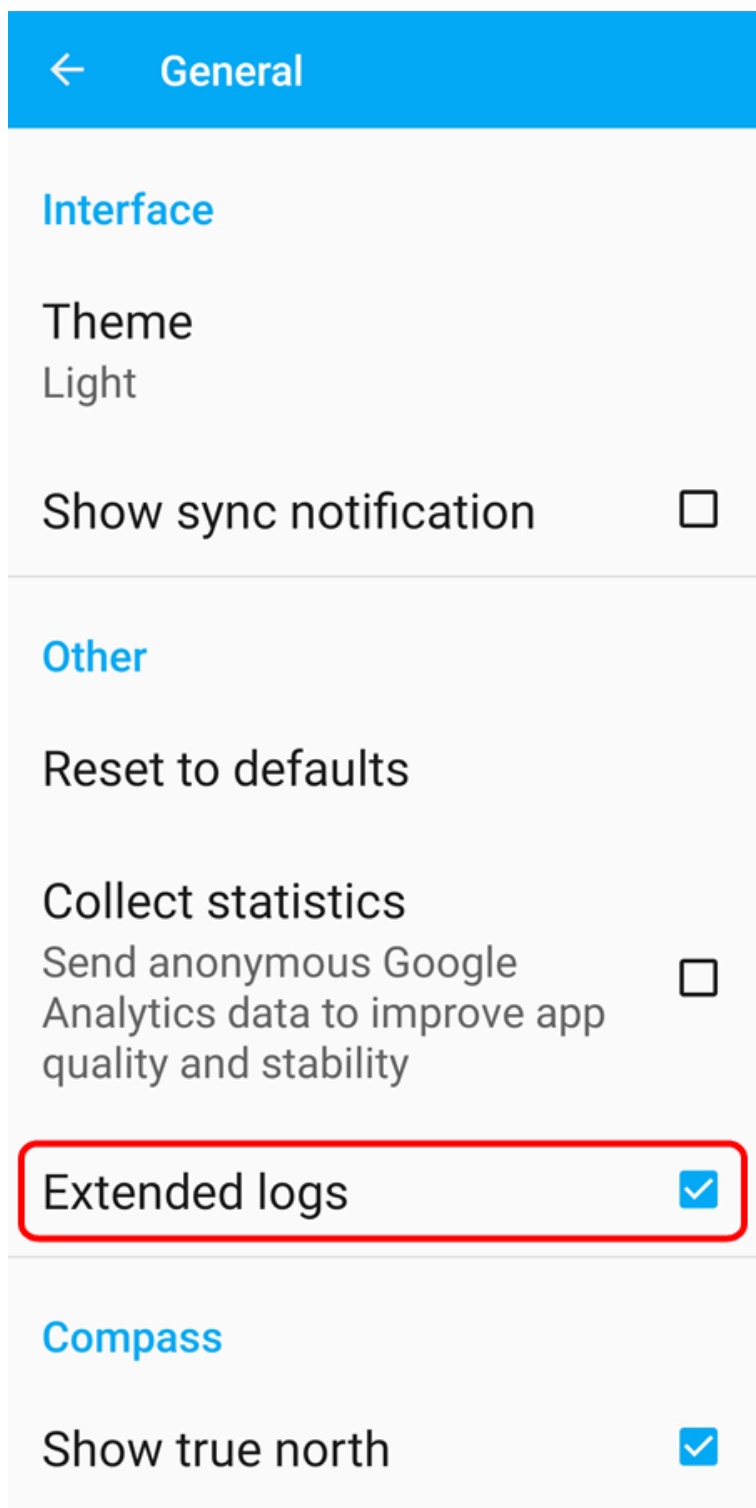 General
Interface
Theme
Light
Show sync notification
Other
Reset to defaults
Collect statistics
Send anonymous Google
Analytics data to improve app
quality and stability
Extended logs
Compass
Show true north